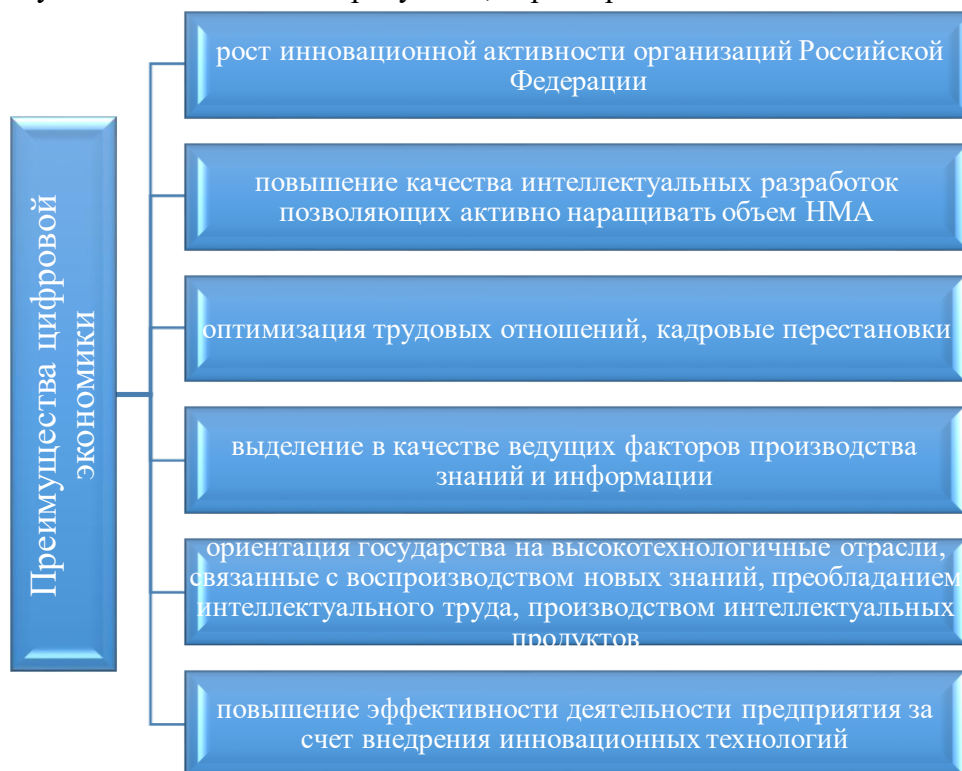 Преимущества цифровой
экономики
рост инновационной активности организаций Российской
Федерации
повышение качества интеллектуальных разработок
позволяющих активно наращивать объем НМА
оптимизация трудовых отношений, кадровые перестановки
выделение в качестве ведущих факторов производства
знаний и информации
ориентация государства на высокотехнологичные отрасли,
связанные с воспроизводством новых знаний, преобладанием
интеллектуального труда, производством интеллектуальных
продуктов
повышение эффективности деятельности предприятия за
счет внедрения инновационных технологий